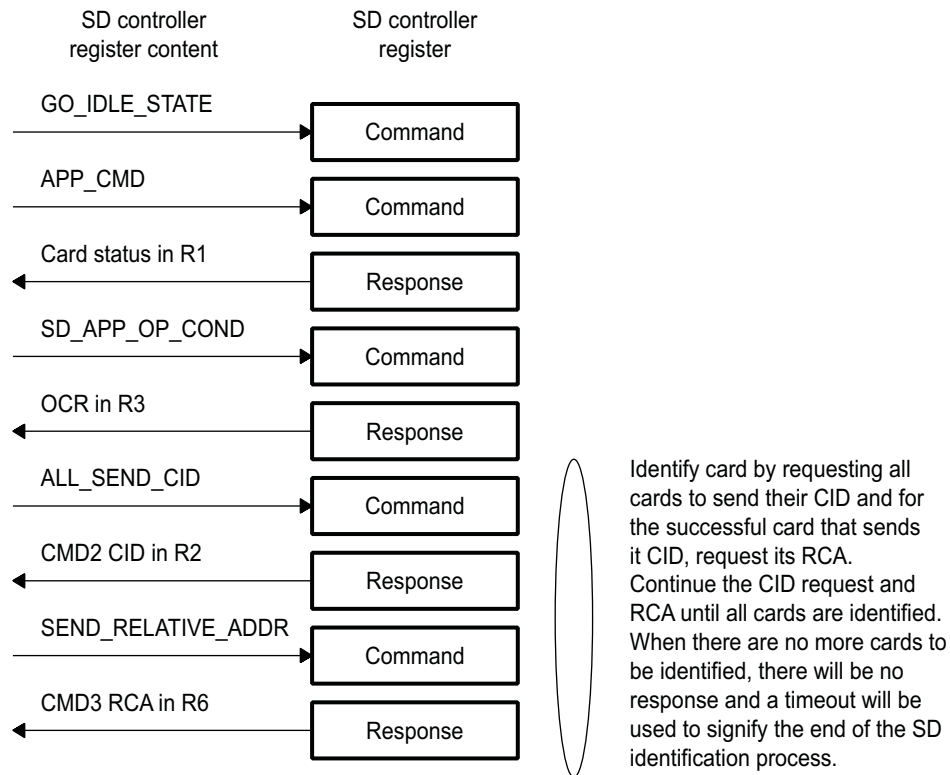 SD controller
register content
SD controller
register
GO_IDLE_STATE
Command
APP_CMD
Command
Card status in R1
Response
SD_APP_OP_COND
Command
OCR in R3
Response
ALL_SEND_CID
Command
CMD2 CID in R2
Response
SEND_RELATIVE_ADDR
Command
CMD3 RCA in R6
Response
Identify card by requesting all
cards to send their CID and for
the successful card that sends
it CID, request its RCA.
Continue the CID request and
RCA until all cards are identified.
When there are no more cards to
be identified, there will be no
response and a timeout will be
used to signify the end of the SD
identification process.